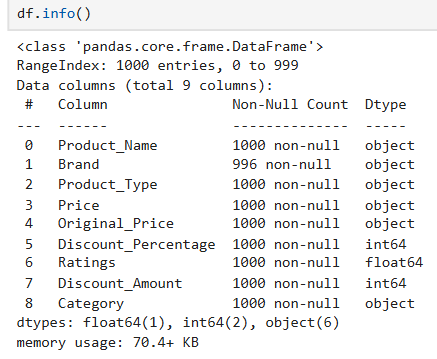 df.info()
<class 'pandas.core.frame.DataFrame'>
RangeIndex: 1000 entries, 0 to 999
Data columns (total 9 columns):
 #   Column               Non-Null Count  Dtype
---  ------               --------------  -----
 0   Product_Name         1000 non-null   object
 1   Brand                996 non-null    object
 2   Product_Type         1000 non-null   object
 3   Price                1000 non-null   object
 4   Original_Price       1000 non-null   object
 5   Discount_Percentage  1000 non-null   int64
 6   Ratings              1000 non-null   float64
 7   Discount_Amount      1000 non-null   int64
 8   Category             1000 non-null   object
dtypes: float64(1), int64(2), object(6)
memory usage: 70.4+ KB